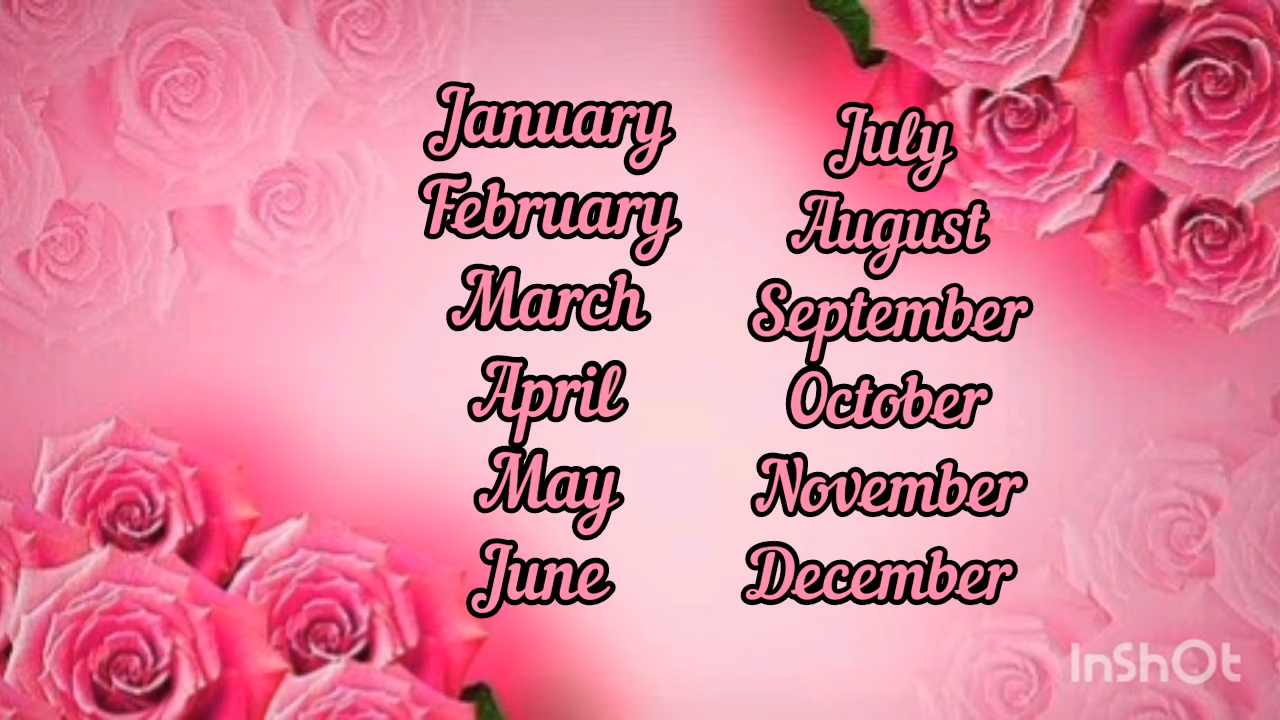 January
February
March
April
May
June
July
August
September
October
November
December
InShOt